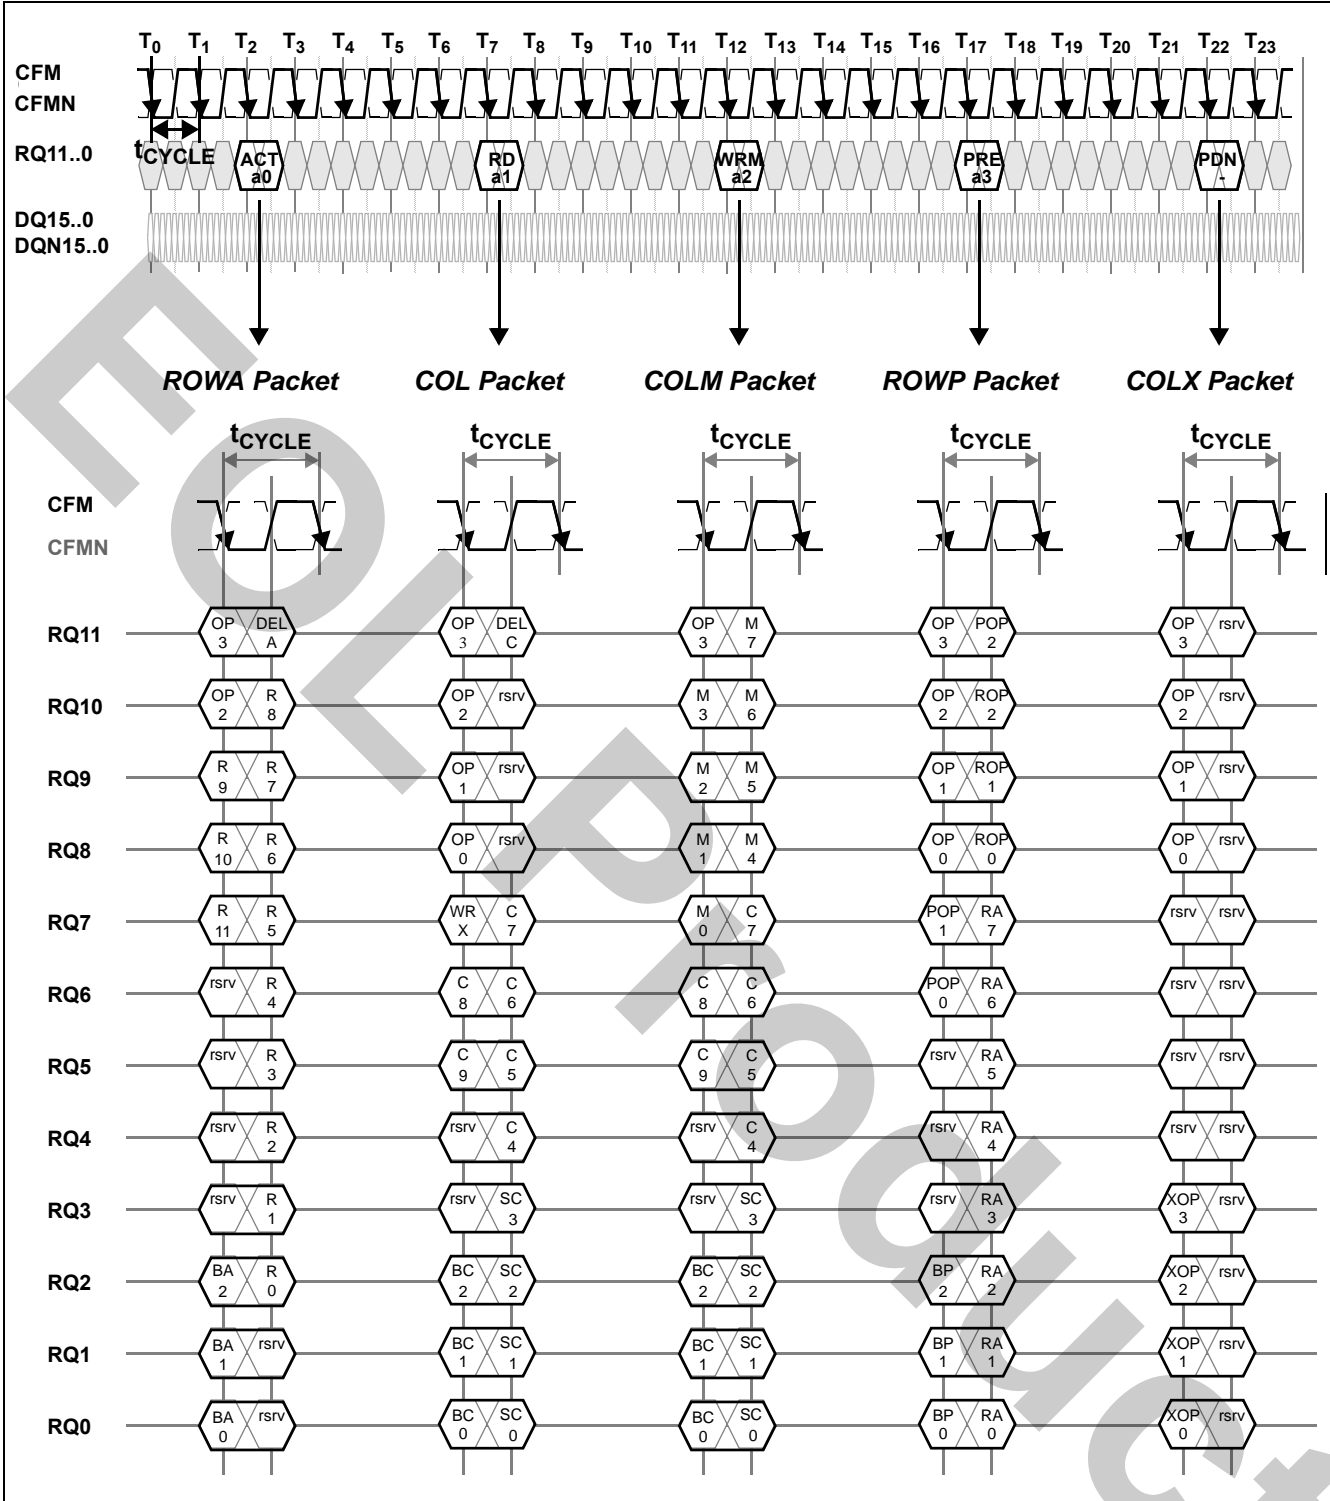 T0 T1 T2 T3 T4 T5 T6 T7 T8 T9 T10 T11 T12 T13 T14 T15 T16 T17 T18 T19 T20 T21 T22 T23
CFM
CFMN
tCYCLE
RQ11..0 ACT a0 RD a1 WRM a2 PRE a3 PDN -
DQ15..0
DQN15..0
ROWA Packet COL Packet COLM Packet ROWP Packet COLX Packet
tCYCLE tCYCLE tCYCLE tCYCLE tCYCLE
CFM
CFMN
RQ11 OP 3 DEL A OP 3 DEL C OP 3 M 7 OP 3 POP 2 OP 3 rsrv
RQ10 OP 2 R 8 OP 2 rsrv M 3 M 6 OP 2 ROP 2 OP 2 rsrv
RQ9 R 9 R 7 OP 1 rsrv M 2 M 5 OP 1 ROP 1 OP 1 rsrv
RQ8 R 10 R 6 OP 0 rsrv M 1 M 4 OP 0 ROP 0 OP 0 rsrv
RQ7 R 11 R 5 WR X C 7 M 0 C 7 POP 1 RA 7 rsrv rsrv
RQ6 rsrv R 4 C 8 C 6 C 8 C 6 POP 0 RA 6 rsrv rsrv
RQ5 rsrv R 3 C 9 C 5 C 9 C 5 rsrv RA 5 rsrv rsrv
RQ4 rsrv R 2 rsrv C 4 rsrv C 4 rsrv RA 4 rsrv rsrv
RQ3 rsrv R 1 rsrv SC 3 rsrv SC 3 rsrv RA 3 XOP 3 rsrv
RQ2 BA 2 R 0 BC 2 SC 2 BC 2 SC 2 BP 2 RA 2 XOP 2 rsrv
RQ1 BA 1 rsrv BC 1 SC 1 BC 1 SC 1 BP 1 RA 1 XOP 1 rsrv
RQ0 BA 0 rsrv BC 0 SC 0 BC 0 SC 0 BP 0 RA 0 XOP 0 rsrv
EOL Product